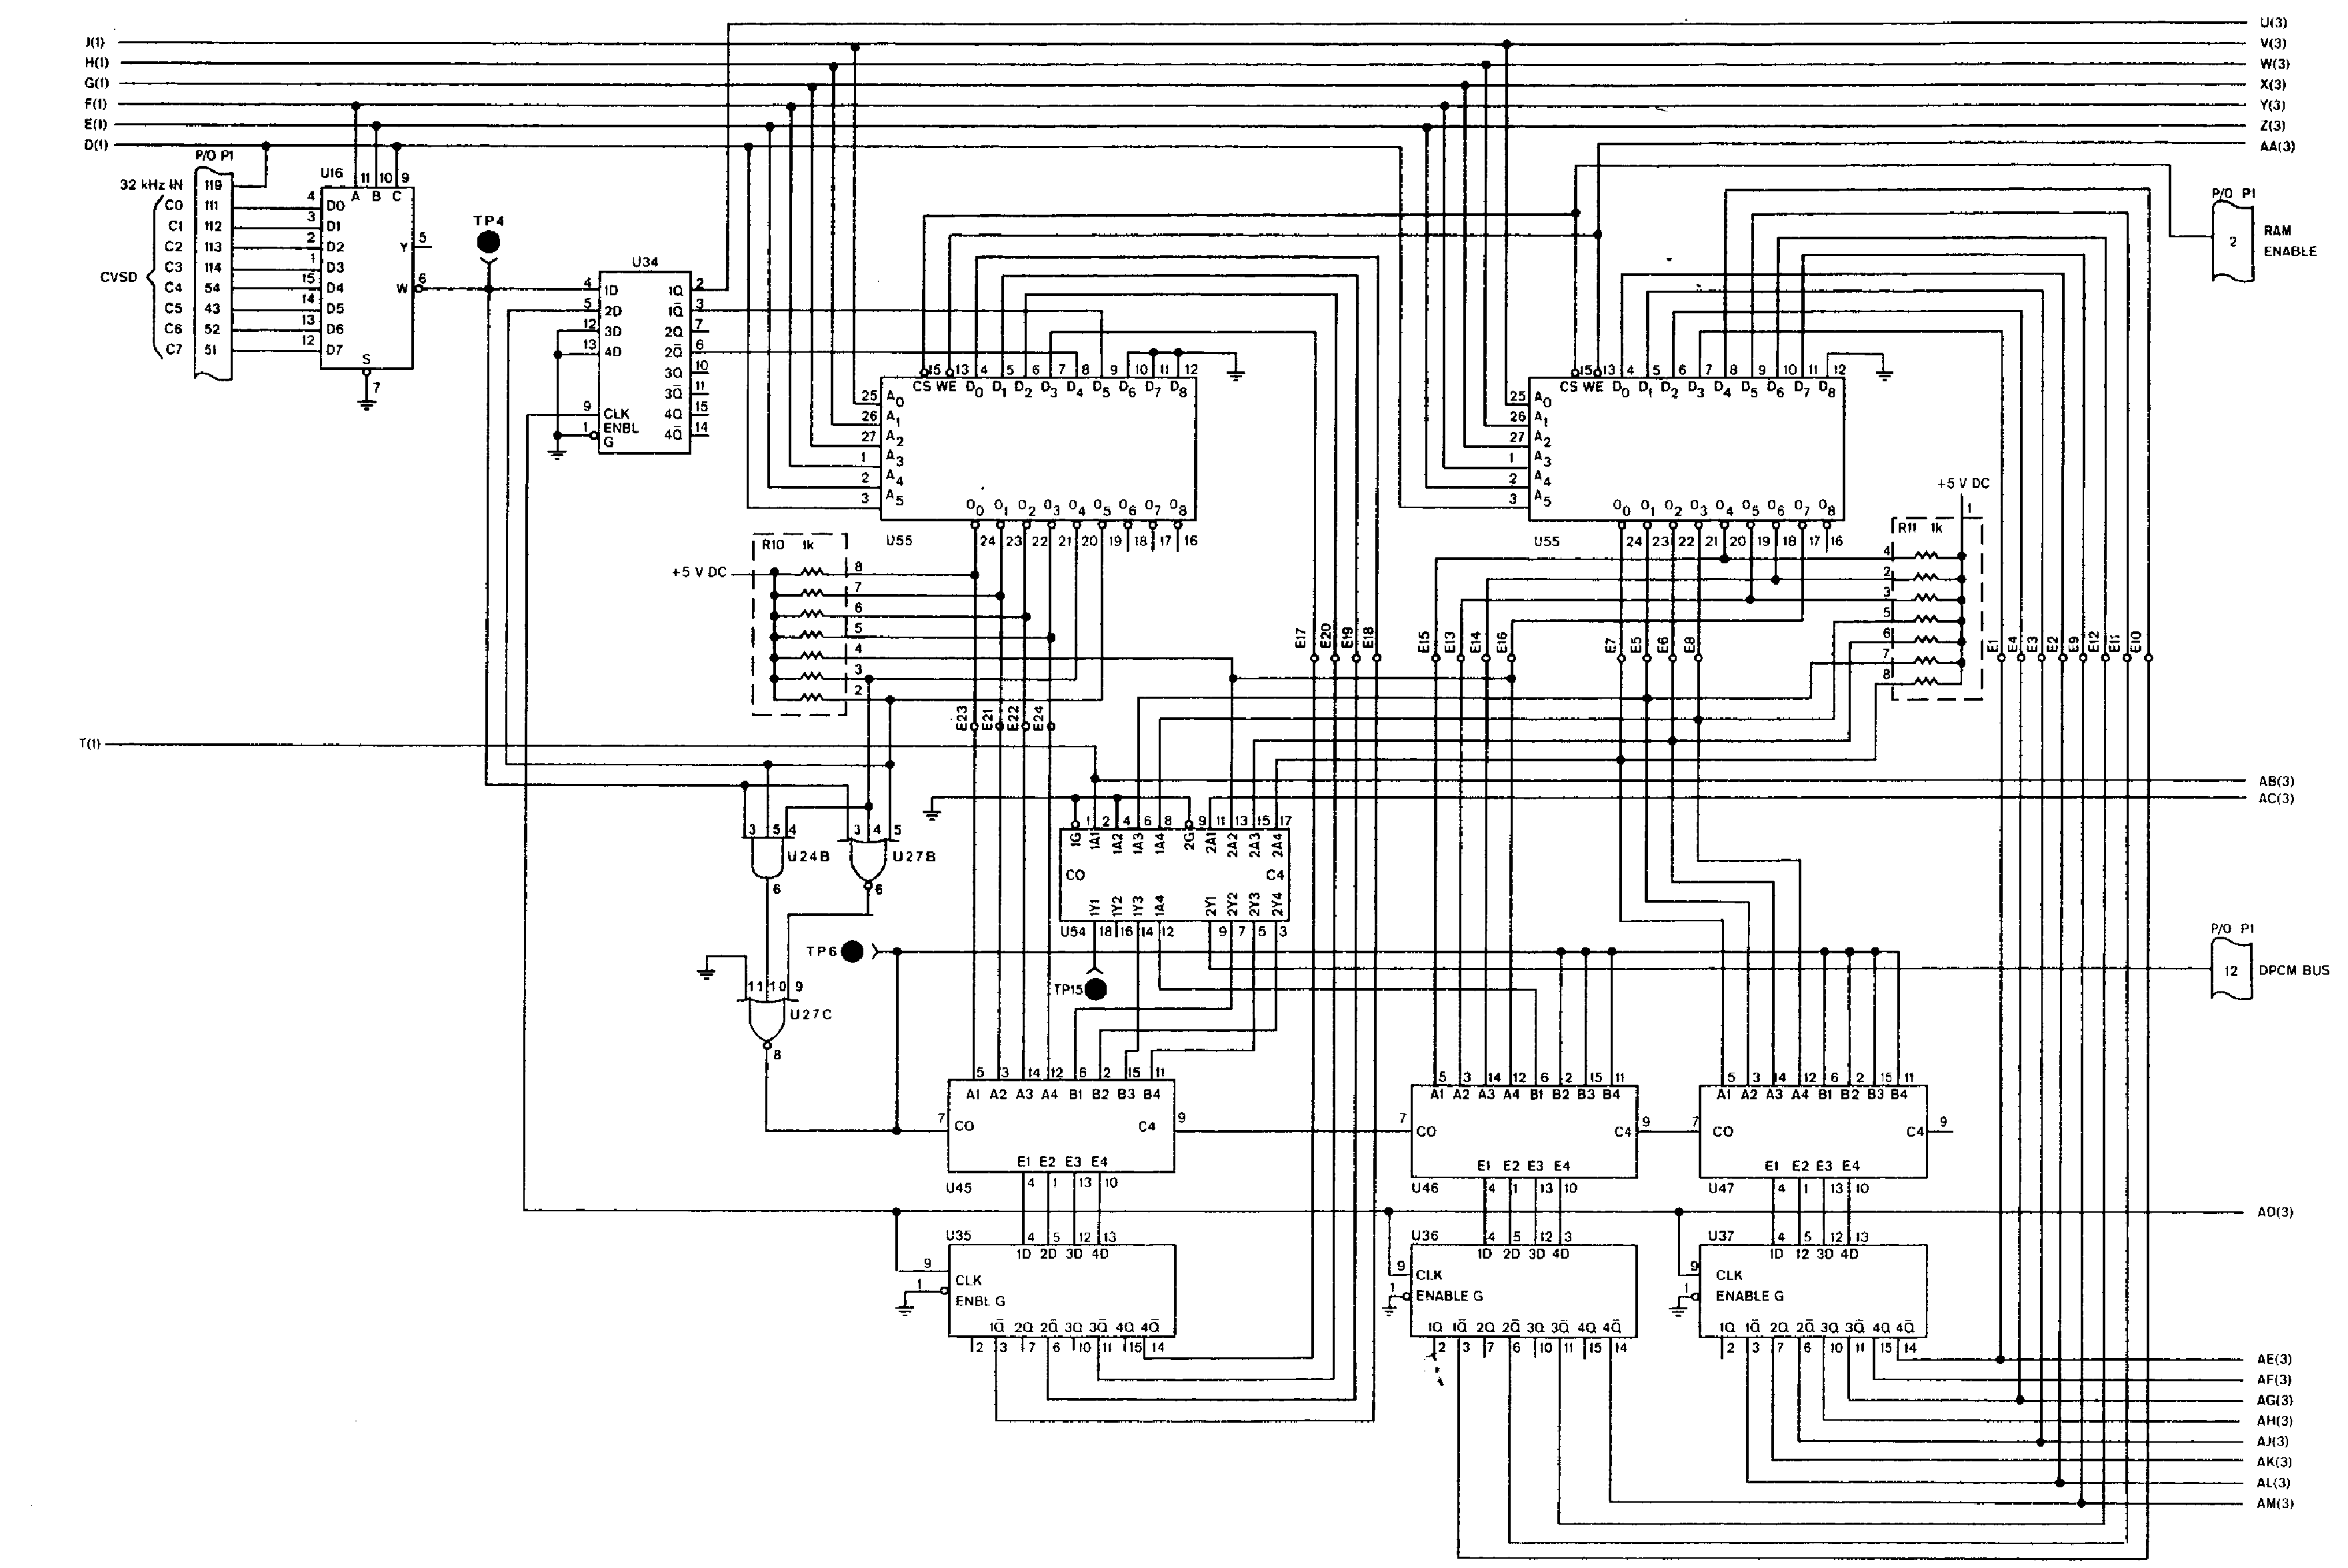 U(3)
J(1) V(3)
H(1) W(3)
G(1) X(3)
F(1) Y(3)
E(1) Z(3)
D(1) AA(3)
P/O P1
U16 11 10 9
32 kHz IN 119 A B C
C0 111 4 D0
C1 112 3 D1
C2 113 2 D2 Y 5
C3 114 1 D3
CVSD
C4 54 15 D4 W 6
C5 43 14 D5
C6 52 13 D6
C7 51 12 D7
S
7
TP4
P/O P1
2 RAM
ENABLE
U34
4 1D 1Q 2
5 2D 1Q̅ 3
12 3D 2Q 7
13 4D 2Q̅ 6
3Q 10
3Q̅ 11
9 CLK 4Q 15
1 ENBL 4Q̅ 14
G
15 13 4 5 6 7 8 9 10 11 12
CS WE D0 D1 D2 D3 D4 D5 D6 D7 D8
25 A0
26 A1
27 A2
1 A3
2 A4
3 A5
O0 O1 O2 O3 O4 O5 O6 O7 O8
U55 24 23 22 21 20 19 18 17 16
15 13 4 5 6 7 8 9 10 11 12
CS WE D0 D1 D2 D3 D4 D5 D6 D7 D8
25 A0
26 A1
27 A2
1 A3
2 A4
3 A5
O0 O1 O2 O3 O4 O5 O6 O7 O8
U55 24 23 22 21 20 19 18 17 16
+5 V DC
1
R11 1k
4
2
3
5
6
7
8
R10 1k
+5 V DC 8
7
6
5
4
3
2
E17 E20 E19 E18 E15 E13 E14 E16 E7 E5 E6 E8 E1 E4 E3 E2 E9 E12 E11 E10
E23 E21 E22 E24
T(1)
AB(3)
AC(3)
3 5 4 U24B
6
3 4 5 U27B
6
1 2 4 6 8 9 11 13 15 17
1G 1A1 1A2 1A3 1A4 2G 2A1 2A2 2A3 2A4
CO C4
1Y1 1Y2 1Y3 1A4 2Y1 2Y2 2Y3 2Y4
U54 18 16 14 12 9 7 5 3
TP6
TP15
P/O P1
12 DPCM BUS
11 10 9
U27C
8
5 3 14 12 6 2 15 11
A1 A2 A3 A4 B1 B2 B3 B4
7 CO C4 9
E1 E2 E3 E4
U45 4 1 13 10
5 3 14 12 6 2 15 11
A1 A2 A3 A4 B1 B2 B3 B4
7 CO C4 9
E1 E2 E3 E4
U46 4 1 13 10
5 3 14 12 6 2 15 11
A1 A2 A3 A4 B1 B2 B3 B4
7 CO C4 9
E1 E2 E3 E4
U47 4 1 13 10
AD(3)
U35 4 5 12 13
1D 2D 3D 4D
9 CLK
1 ENBL G
1Q̅ 2Q 2Q̅ 3Q 3Q̅ 4Q 4Q̅
2 3 7 6 10 11 15 14
U36 4 5 12 3
1D 2D 3D 4D
9 CLK
1 ENABLE G
1Q 1Q̅ 2Q 2Q̅ 3Q 3Q̅ 4Q 4Q̅
2 3 7 6 10 11 15 14
U37 4 5 12 13
1D 12 3D 4D
9 CLK
1 ENABLE G
1Q 1Q̅ 2Q 2Q̅ 3Q 3Q̅ 4Q 4Q̅
2 3 7 6 10 11 15 14
AE(3)
AF(3)
AG(3)
AH(3)
AJ(3)
AK(3)
AL(3)
AM(3)